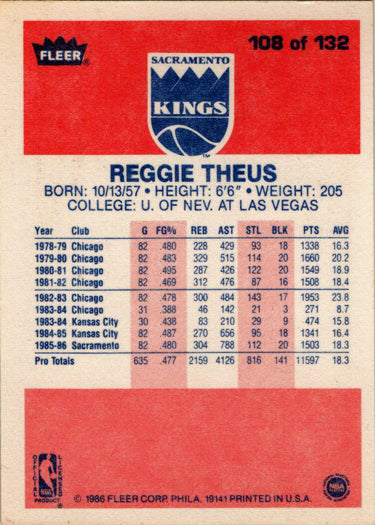 FLEER®
108 of 132
SACRAMENTO
KINGS
TM
REGGIE THEUS
BORN: 10/13/57 • HEIGHT: 6'6" • WEIGHT: 205
COLLEGE: U. OF NEV. AT LAS VEGAS
Year Club G FG% REB AST STL BLK PTS AVG
1978-79 Chicago 82 .480 228 429 93 18 1338 16.3
1979-80 Chicago 82 .483 329 515 114 20 1660 20.2
1980-81 Chicago 82 .495 287 426 122 20 1549 18.9
1981-82 Chicago 82 .469 312 476 87 16 1508 18.4
1982-83 Chicago 82 .478 300 484 143 17 1953 23.8
1983-84 Chicago 31 .388 46 142 21 3 271 8.7
1983-84 Kansas City 30 .438 83 210 29 9 474 15.8
1984-85 Kansas City 82 .487 270 656 95 18 1341 16.4
1985-86 Sacramento 82 .480 304 788 112 20 1503 18.3
Pro Totals 635 .477 2159 4126 816 141 11597 18.3
OFFICIAL LICENSED
NBA
PRODUCT
NBA
© 1986 FLEER CORP. PHILA. 19141 PRINTED IN U.S.A.